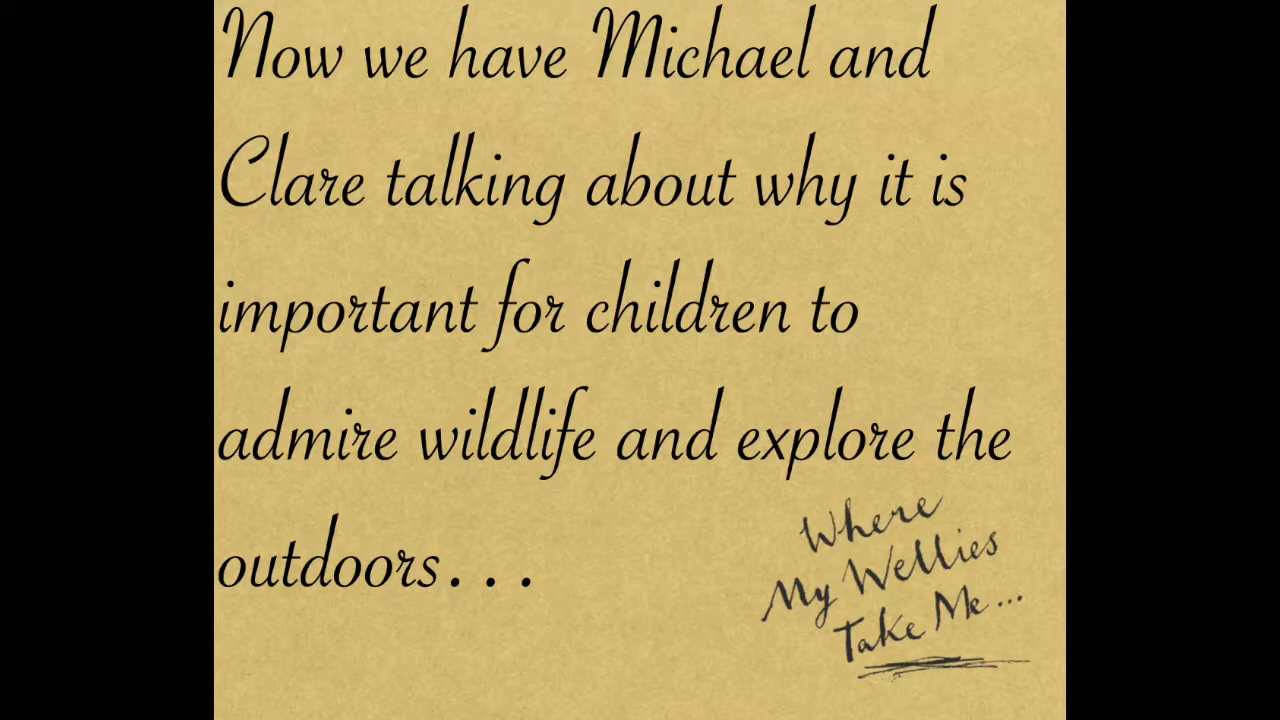 Now we have Michael and
Clare talking about why it is
important for children to
admire wildlife and explore the
outdoors...
Where
My Wellies
Take Me...